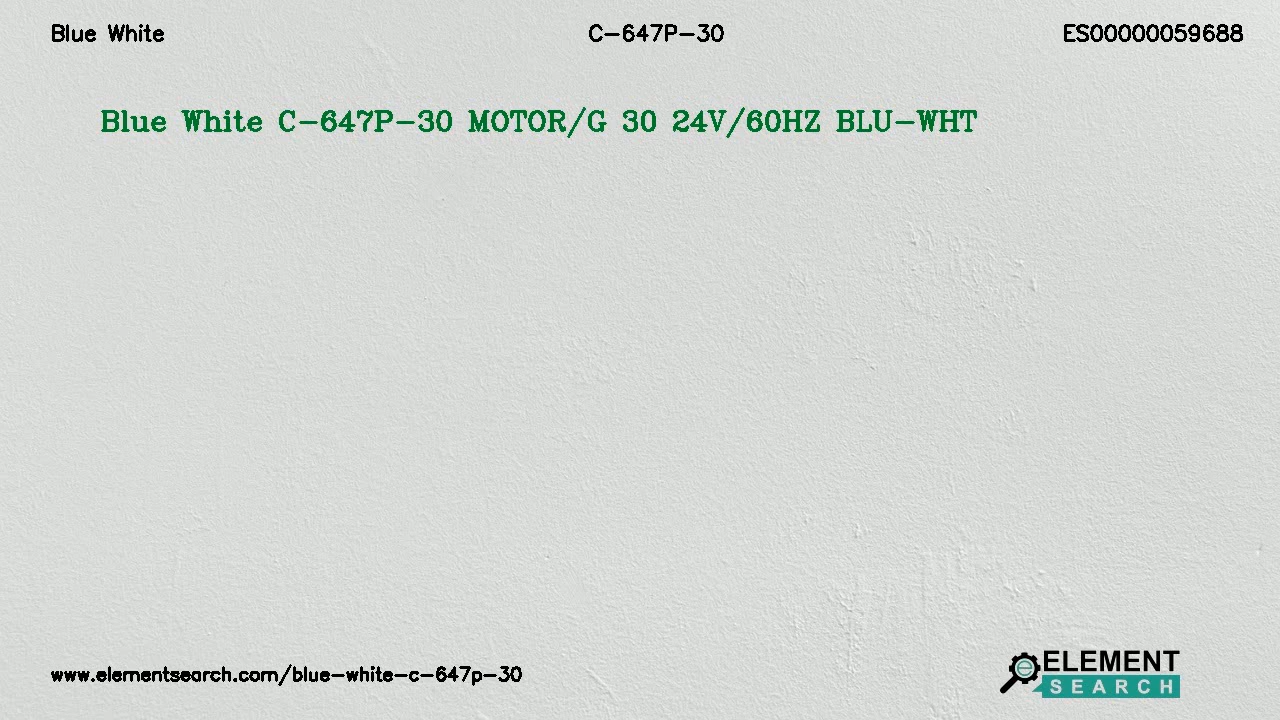 Blue White C-647P-30 ES00000059688
Blue White C-647P-30 MOTOR/G 30 24V/60HZ BLU-WHT
www.elementsearch.com/blue-white-c-647p-30
e ELEMENT
SEARCH